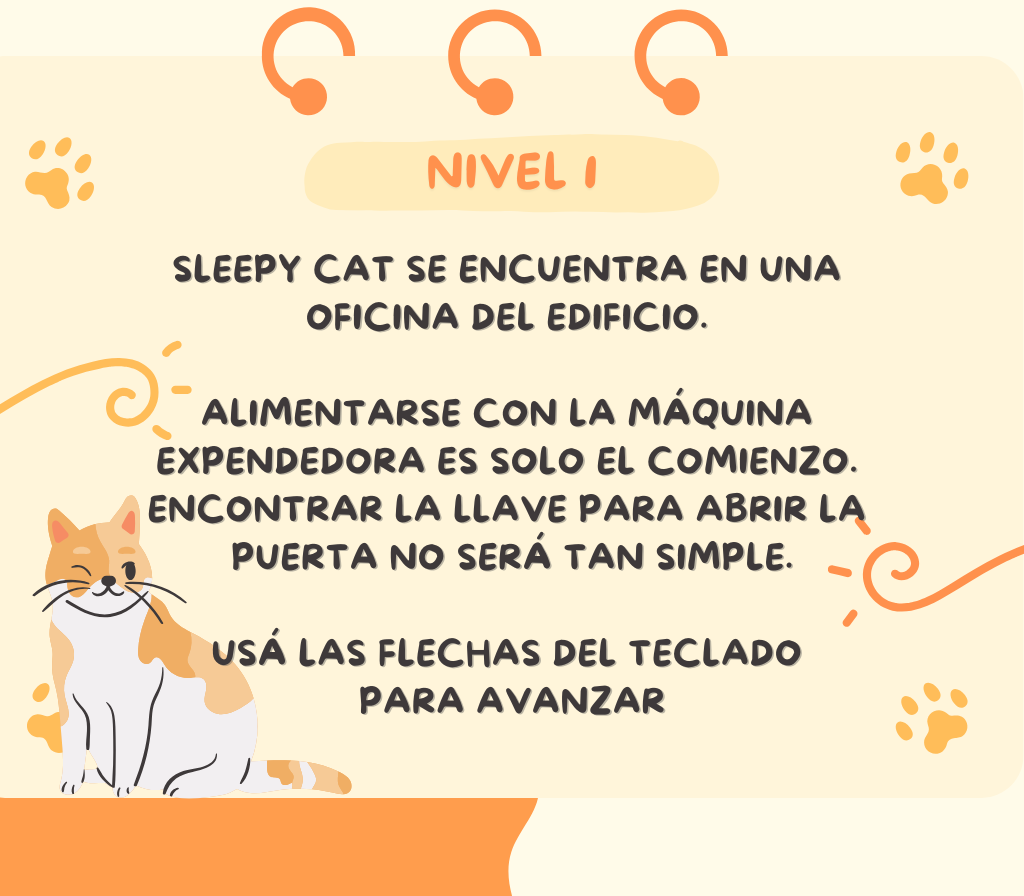 NIVEL 1
SLEEPY CAT SE ENCUENTRA EN UNA
OFICINA DEL EDIFICIO.
ALIMENTARSE CON LA MÁQUINA
EXPENDEDORA ES SOLO EL COMIENZO.
ENCONTRAR LA LLAVE PARA ABRIR LA
PUERTA NO SERÁ TAN SIMPLE.
USÁ LAS FLECHAS DEL TECLADO
PARA AVANZAR